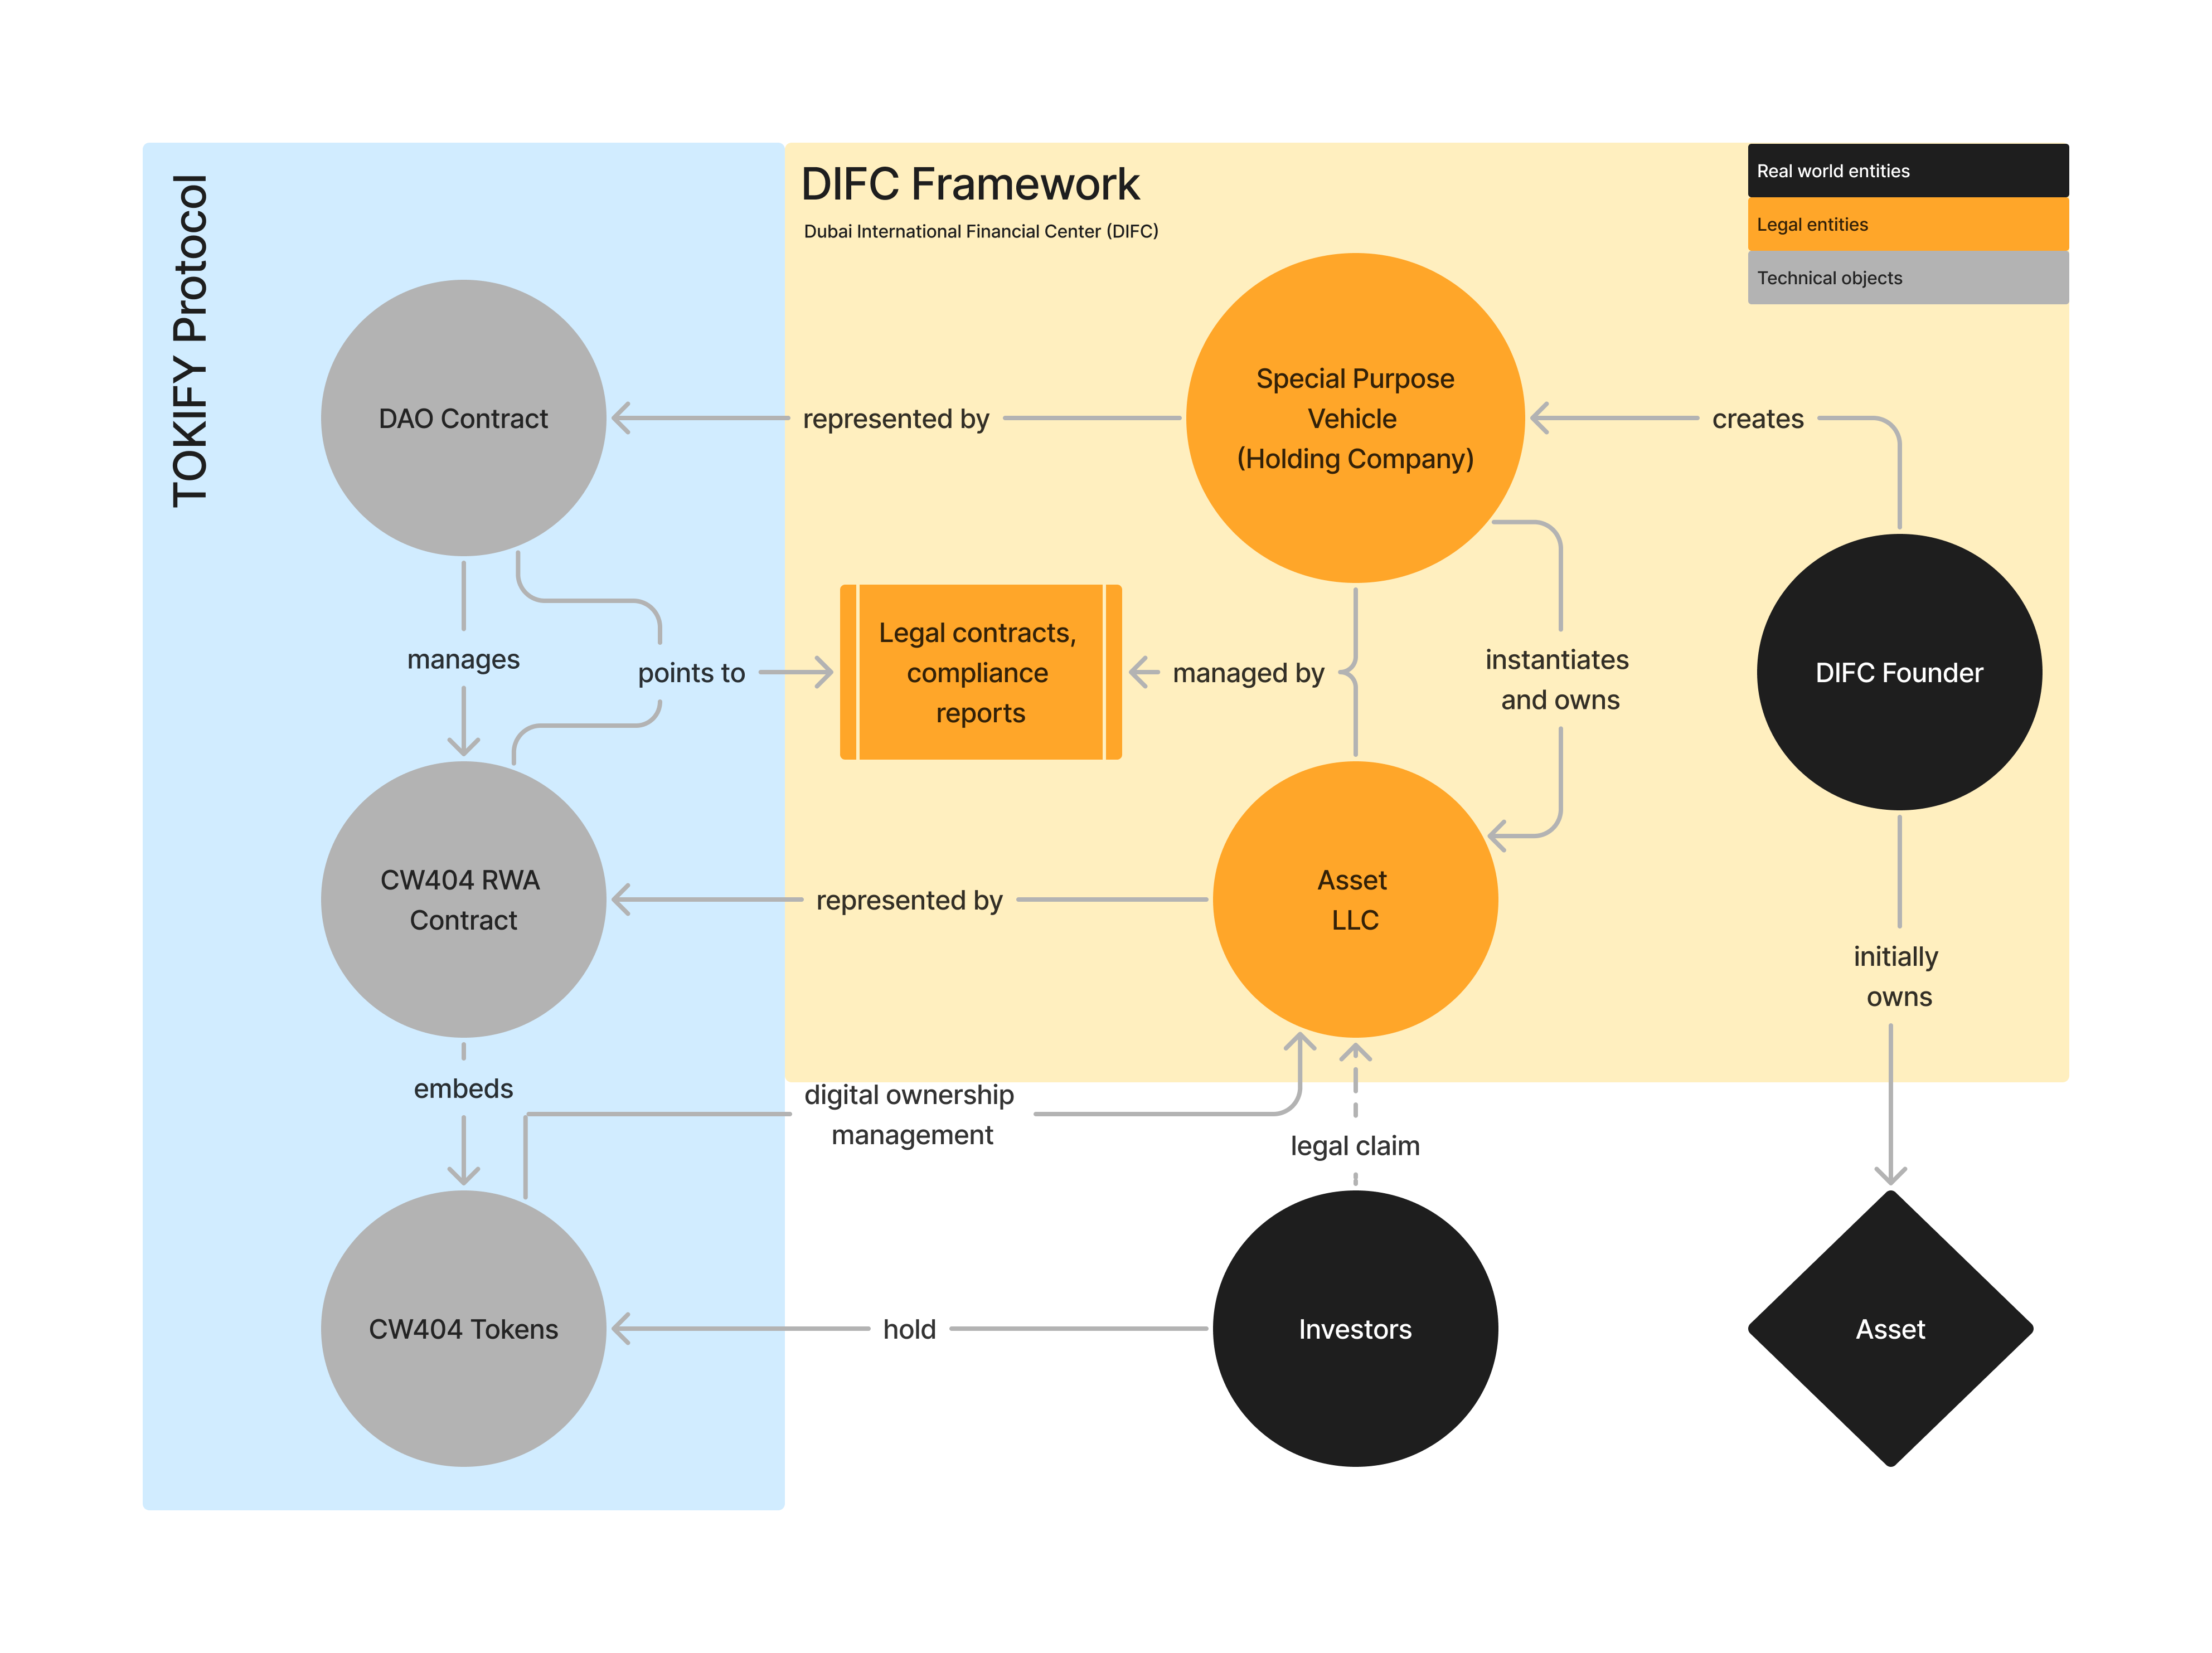 TOKIFY Protocol
DIFC Framework
Dubai International Financial Center (DIFC)
Real world entities
Legal entities
Technical objects
DAO Contract
represented by
Special Purpose
Vehicle
(Holding Company)
creates
manages
points to
Legal contracts,
compliance
reports
managed by
instantiates
and owns
DIFC Founder
CW404 RWA
Contract
represented by
Asset
LLC
initially
owns
embeds
digital ownership
management
legal claim
CW404 Tokens
hold
Investors
Asset